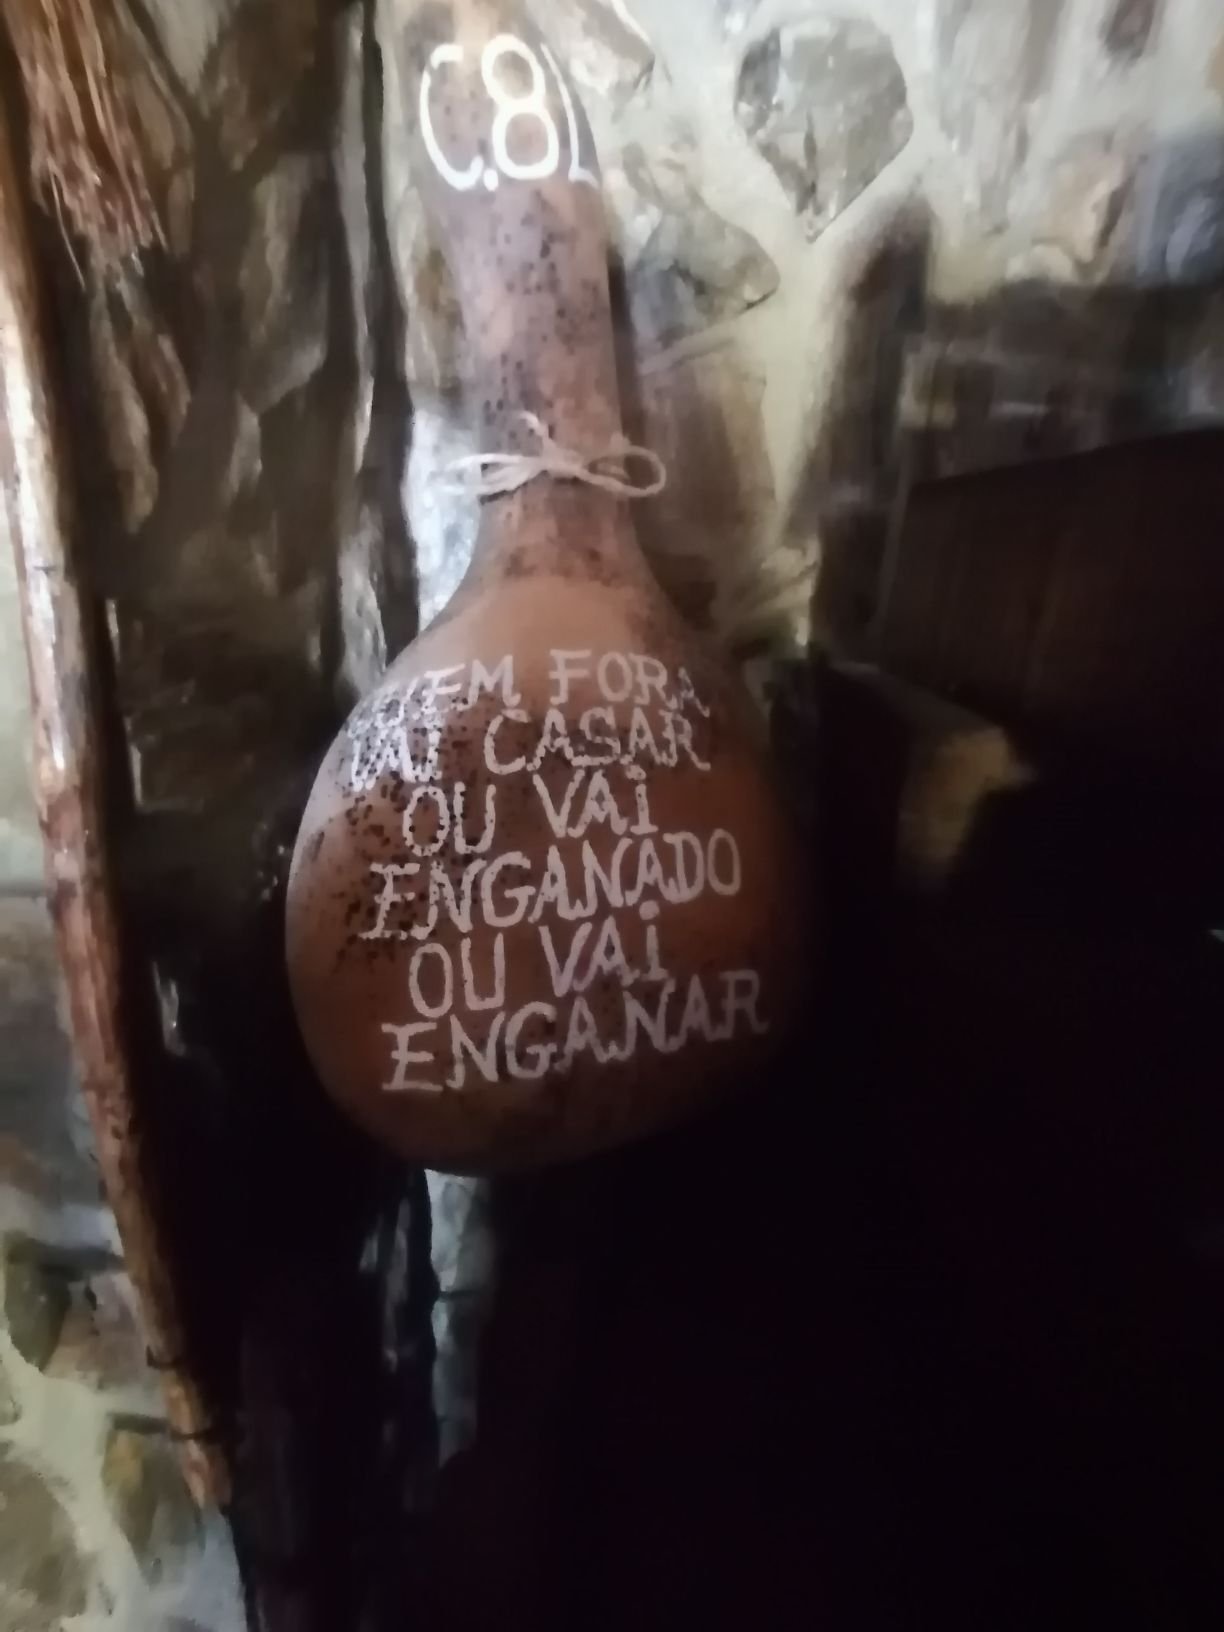 C.8
QUEM FORA
VAI CASAR
OU VAI
ENGANADO
OU VAI
ENGANAR